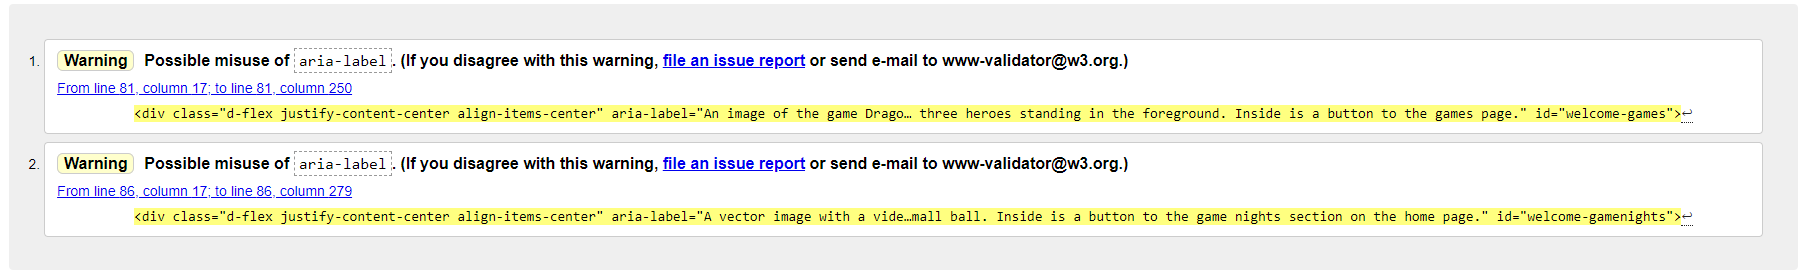 1. Warning Possible misuse of aria-label. (If you disagree with this warning, file an issue report or send e-mail to www-validator@w3.org.)
From line 81, column 17; to line 81, column 250
<div class="d-flex justify-content-center align-items-center" aria-label="An image of the game Drago… three heroes standing in the foreground. Inside is a button to the games page." id="welcome-games">↩
2. Warning Possible misuse of aria-label. (If you disagree with this warning, file an issue report or send e-mail to www-validator@w3.org.)
From line 86, column 17; to line 86, column 279
<div class="d-flex justify-content-center align-items-center" aria-label="A vector image with a vide…mall ball. Inside is a button to the game nights section on the home page." id="welcome-gamenights">↩